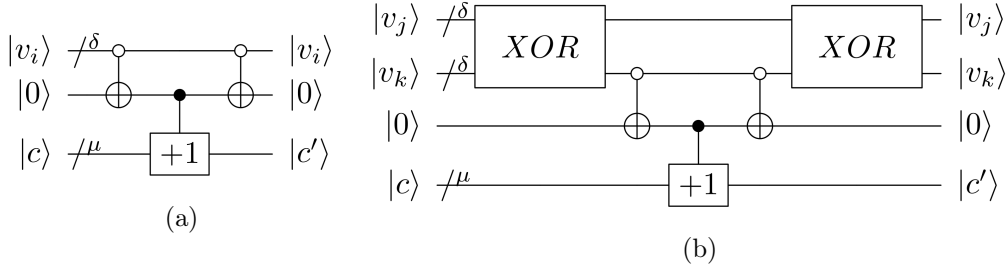 |v_i⟩ δ |v_i⟩
|0⟩ |0⟩
|c⟩ μ +1 |c′⟩
(a)
|v_j⟩ δ XOR XOR |v_j⟩
|v_k⟩ δ |v_k⟩
|0⟩ |0⟩
|c⟩ μ +1 |c′⟩
(b)